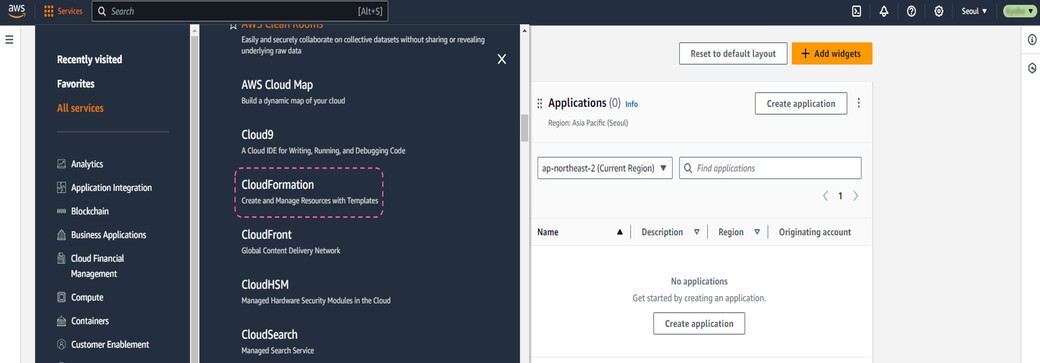 aws
Services
Search
[Alt+S]
Seoul
Recently visited
Favorites
All services
Analytics
Application Integration
Blockchain
Business Applications
Cloud Financial
Management
Compute
Containers
Customer Enablement
AWS Clean Rooms
Easily and securely collaborate on collective datasets without sharing or revealing
underlying raw data
AWS Cloud Map
Build a dynamic map of your cloud
Cloud9
A Cloud IDE for Writing, Running, and Debugging Code
CloudFormation
Create and Manage Resources with Templates
CloudFront
Global Content Delivery Network
CloudHSM
Managed Hardware Security Modules in the Cloud
CloudSearch
Managed Search Service
Reset to default layout
+ Add widgets
Applications (0) Info
Create application
Region: Asia Pacific (Seoul)
ap-northeast-2 (Current Region)
Find applications
1
Name
Description
Region
Originating account
No applications
Get started by creating an application.
Create application